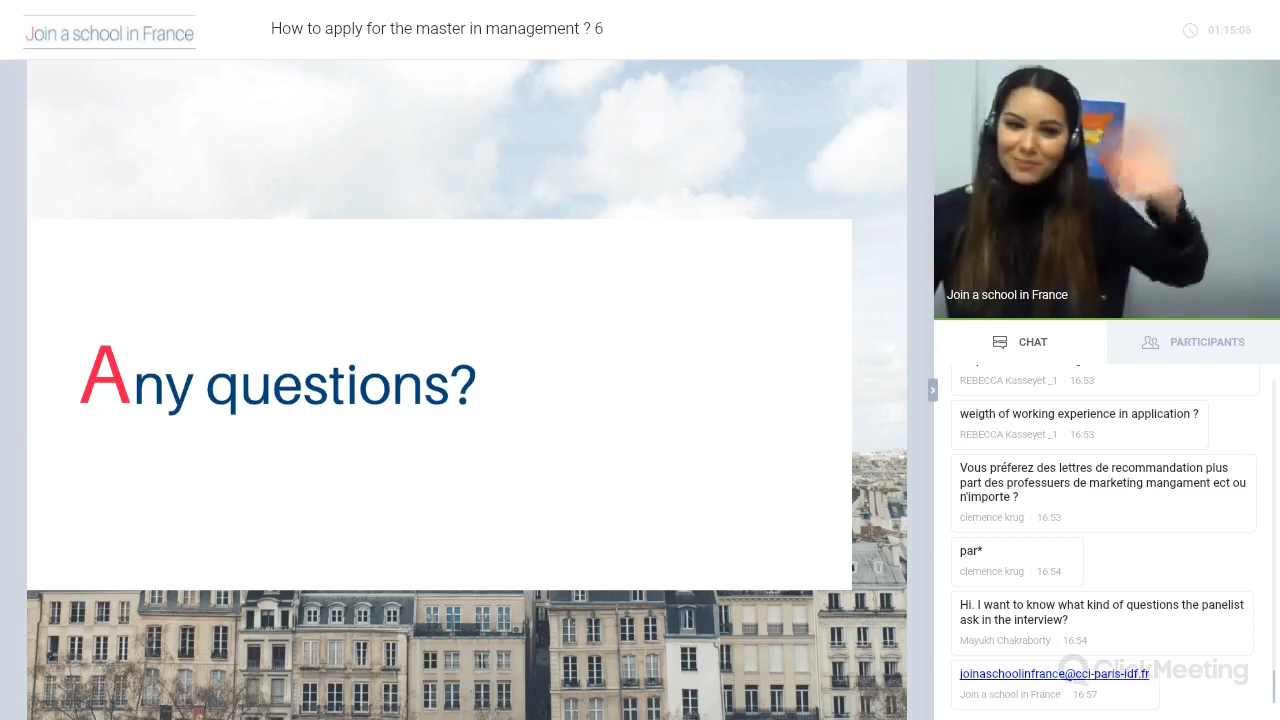 Join a school in France
How to apply for the master in management ? 6
01:15:05
Any questions?
Join a school in France
CHAT
PARTICIPANTS
REBECCA Kasseyet _1 16:53
weigth of working experience in application ?
REBECCA Kasseyet _1 16:53
Vous préferez des lettres de recommandation plus
part des professuers de marketing mangament ect ou
n'importe ?
clemence krug 16:53
par*
clemence krug 16:54
Hi. I want to know what kind of questions the panelist
ask in the interview?
Mayukh Chakraborty 16:54
joinaschoolinfrance@cci-paris-idf.fr
ClickMeeting
Join a school in France 16:57